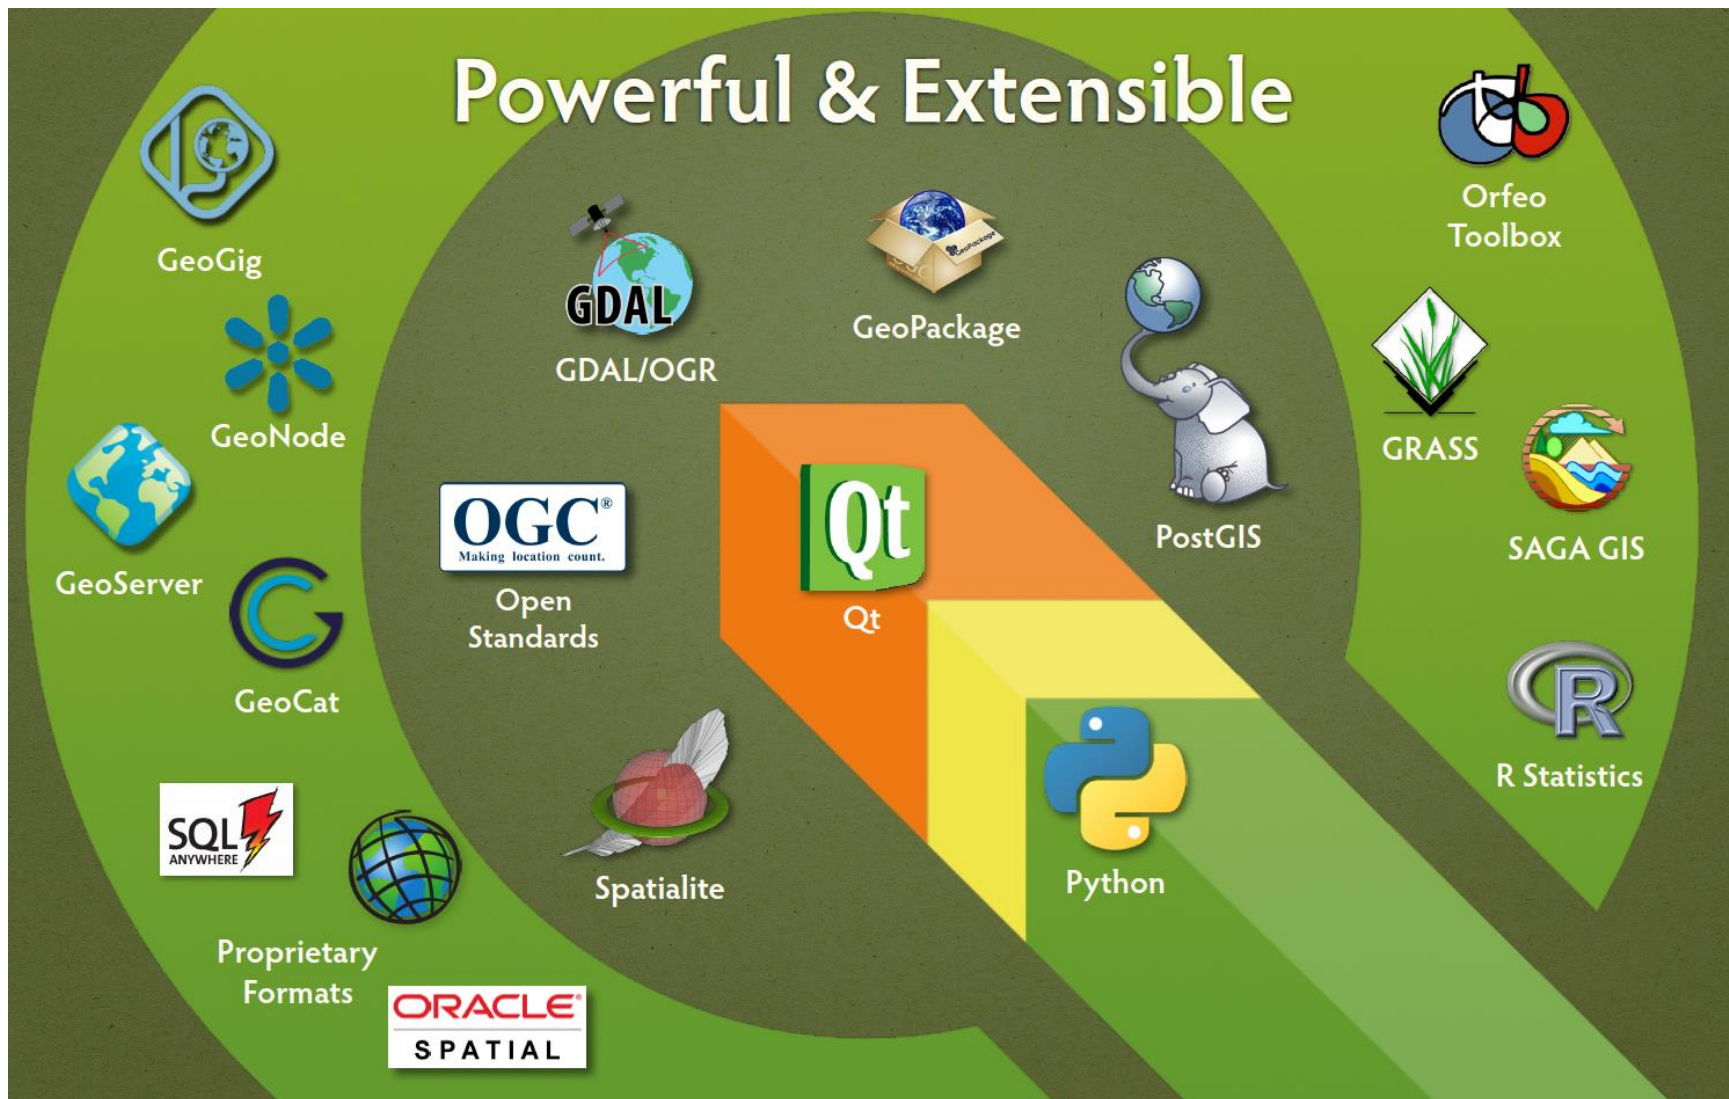 Powerful & Extensible
GeoGig
GeoNode
GeoServer
GeoCat
SQL
ANYWHERE
Proprietary
Formats
ORACLE®
SPATIAL
GDAL
GDAL/OGR
GeoPackage
GeoPackage
OGC®
Making location count.
Open
Standards
Spatialite
PostGIS
Qt
Qt
Python
Orfeo
Toolbox
GRASS
SAGA GIS
R
R Statistics